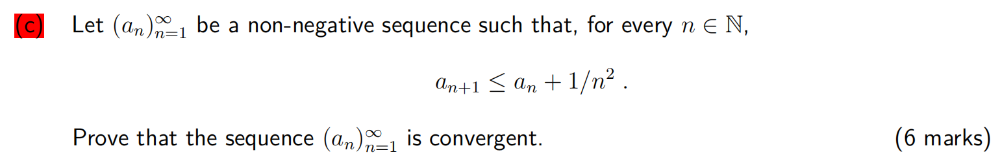 (c) Let $(a_n)_{n=1}^{\infty}$ be a non-negative sequence such that, for every $n \in \mathbb{N}$,
$a_{n+1} \leq a_n + 1/n^2$ .
Prove that the sequence $(a_n)_{n=1}^{\infty}$ is convergent. (6 marks)